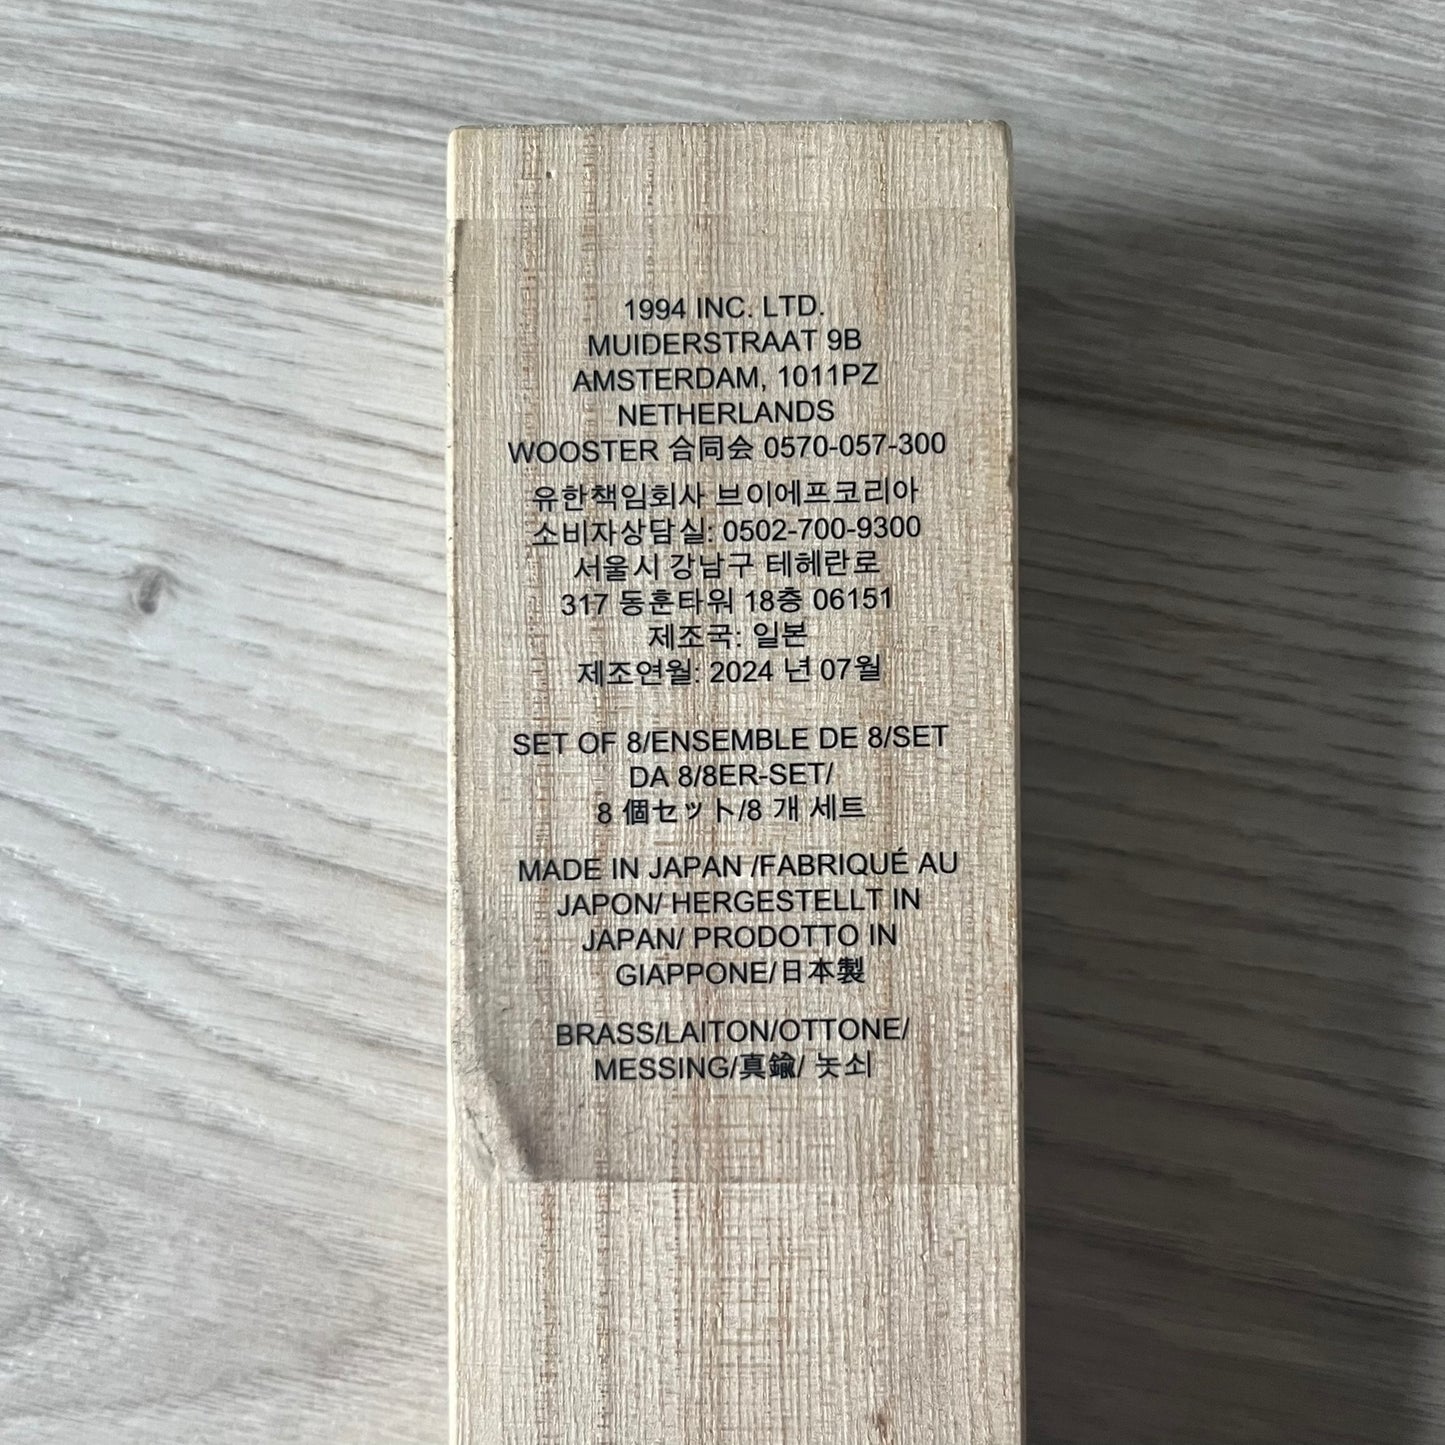 1994 INC. LTD.
MUIDERSTRAAT 9B
AMSTERDAM, 1011PZ
NETHERLANDS
WOOSTER 合同会 0570-057-300
유한책임회사 브이에프코리아
소비자상담실: 0502-700-9300
서울시 강남구 테헤란로
317 동훈타워 18층 06151
제조국: 일본
제조연월: 2024 년 07월
SET OF 8/ENSEMBLE DE 8/SET
DA 8/8ER-SET/
8 個セット/8 개 세트
MADE IN JAPAN /FABRIQUÉ AU
JAPON/ HERGESTELLT IN
JAPAN/ PRODOTTO IN
GIAPPONE/日本製
BRASS/LAITON/OTTONE/
MESSING/真鍮/ 놋쇠